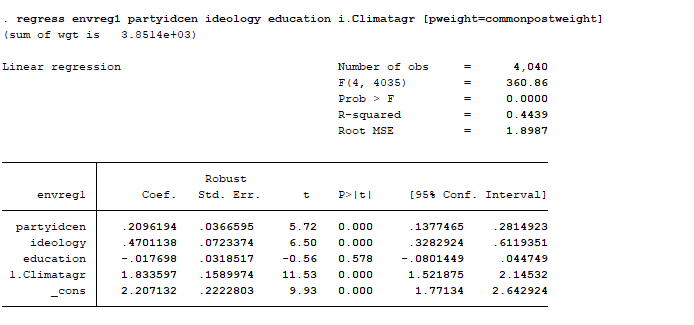 . regress envreg1 partyidcen ideology education i.Climatagr [pweight=commonpostweight]
(sum of wgt is   3.8514e+03)
Linear regression Number of obs = 4,040
F(4, 4035) = 360.86
Prob > F = 0.0000
R-squared = 0.4439
Root MSE = 1.8987
Robust
envreg1 Coef. Std. Err. t P>|t| [95% Conf. Interval]
partyidcen .2096194 .0366595 5.72 0.000 .1377465 .2814923
ideology .4701138 .0723374 6.50 0.000 .3282924 .6119351
education -.017698 .0318517 -0.56 0.578 -.0801449 .044749
1.Climatagr 1.833597 .1589974 11.53 0.000 1.521875 2.14532
_cons 2.207132 .2222803 9.93 0.000 1.77134 2.642924